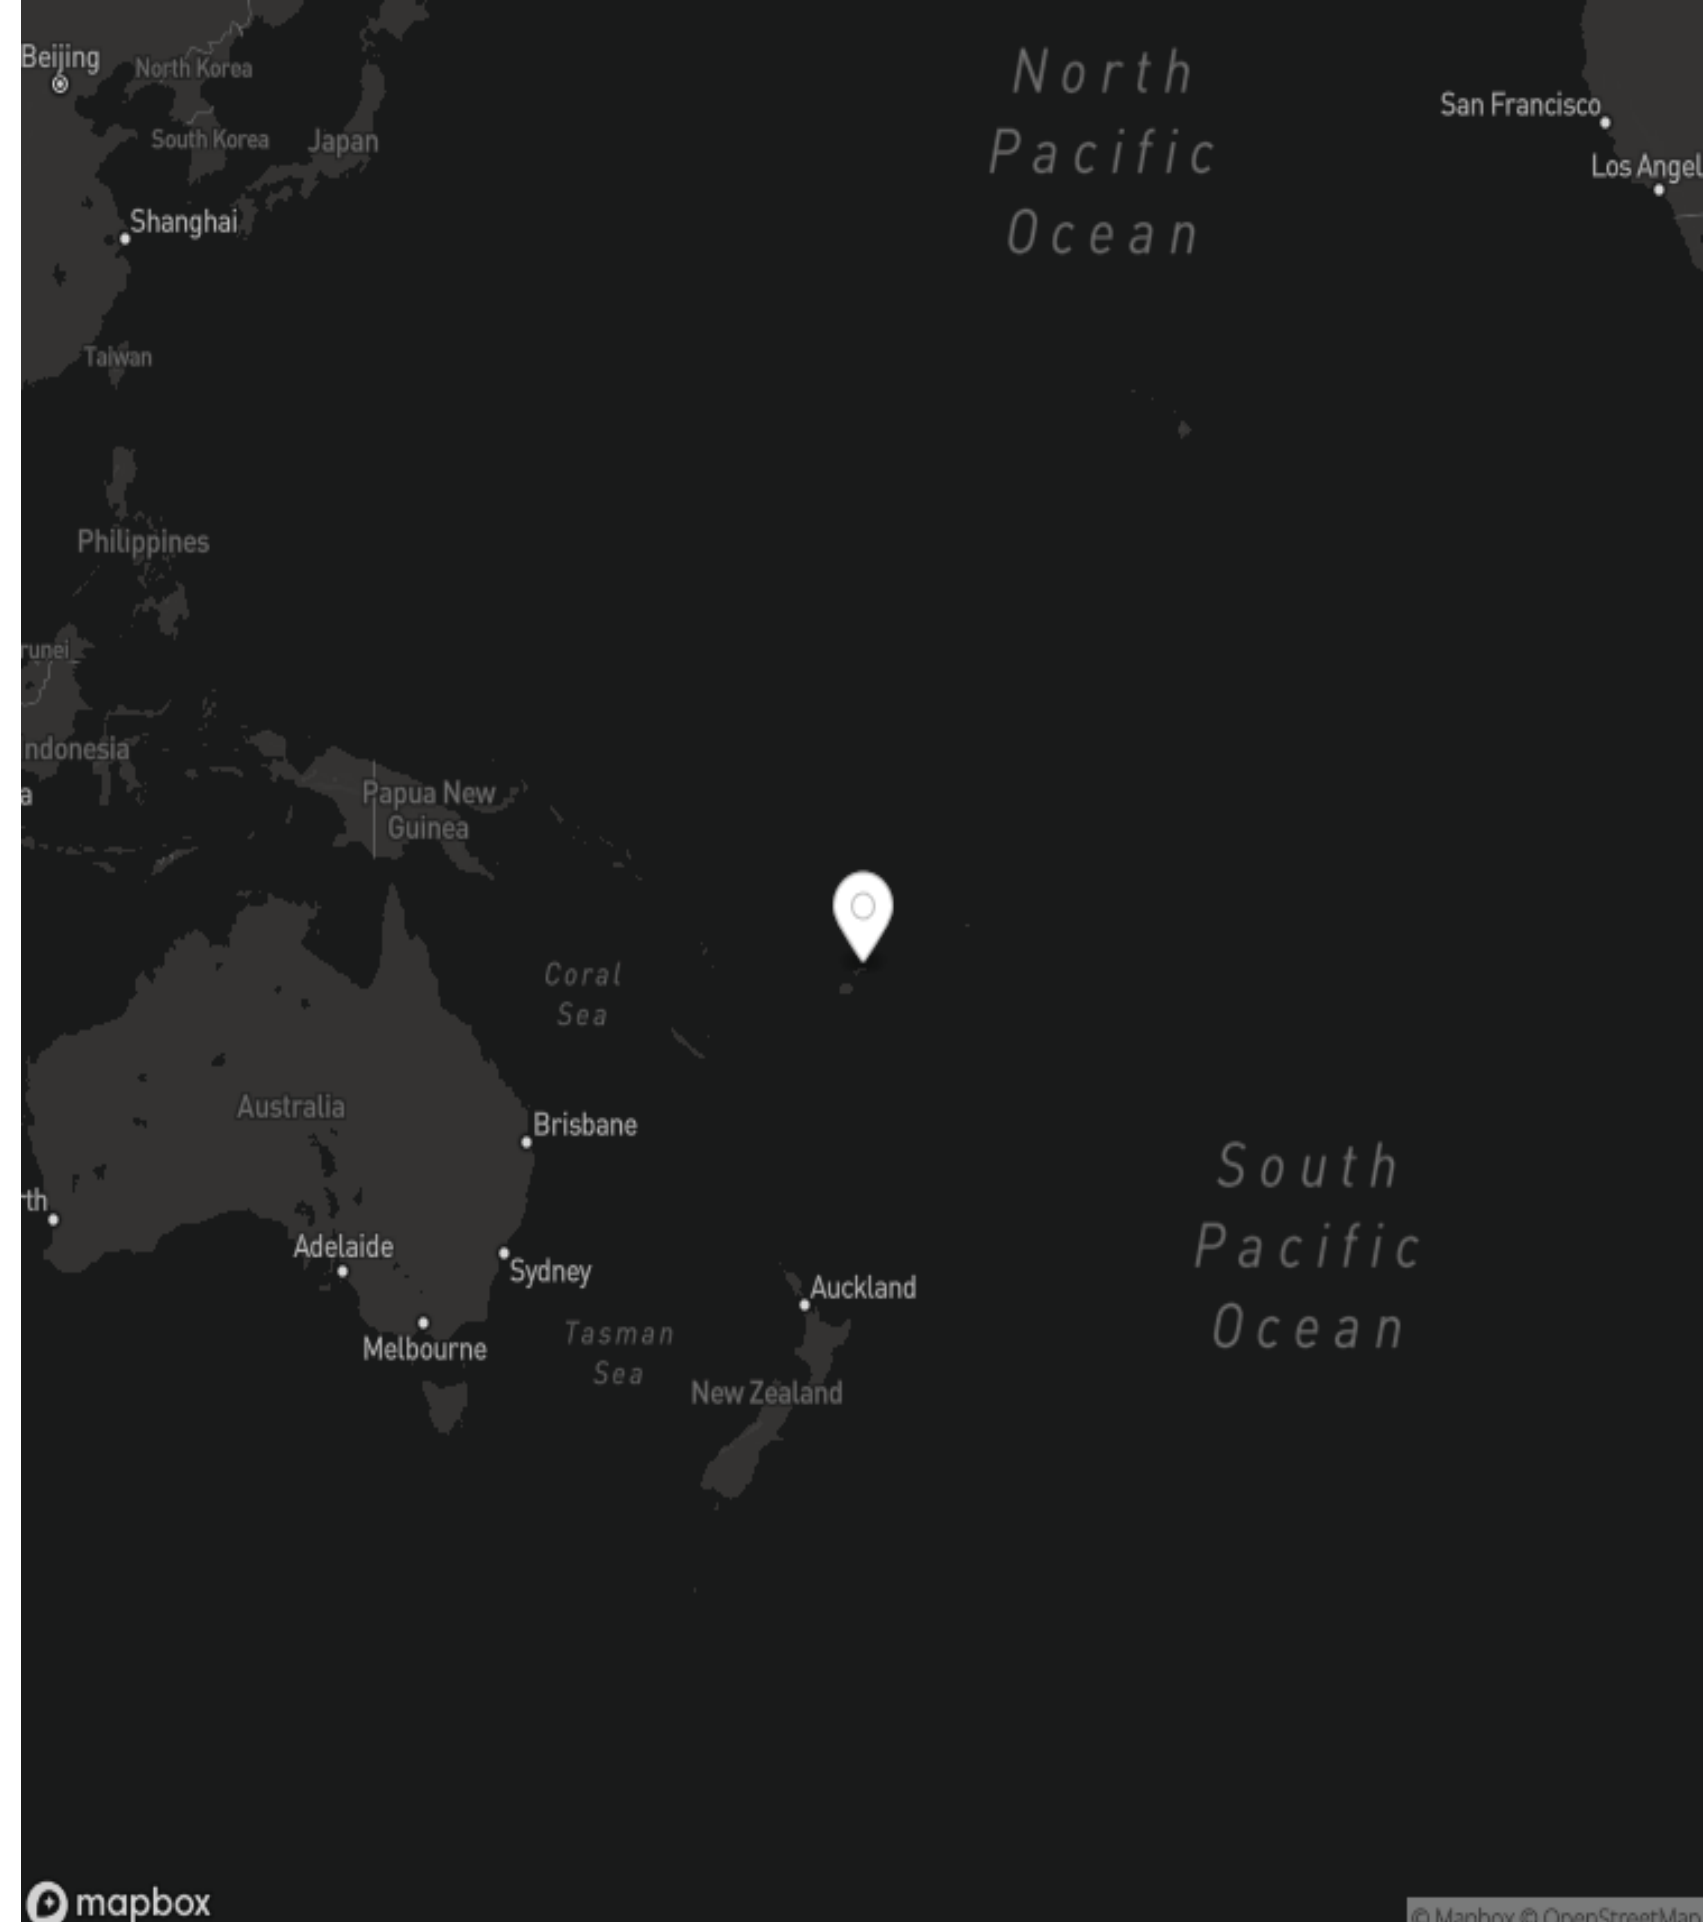 Beijing
North Korea
South Korea
Japan
Shanghai
Taiwan
North
Pacific
Ocean
San Francisco
Los Angel
Philippines
runei
ndonesia
a
Papua New
Guinea
Coral
Sea
Australia
Brisbane
th
Adelaide
Sydney
Melbourne
Tasman
Sea
Auckland
New Zealand
South
Pacific
Ocean
mapbox
© Mapbox © OpenStreetMap